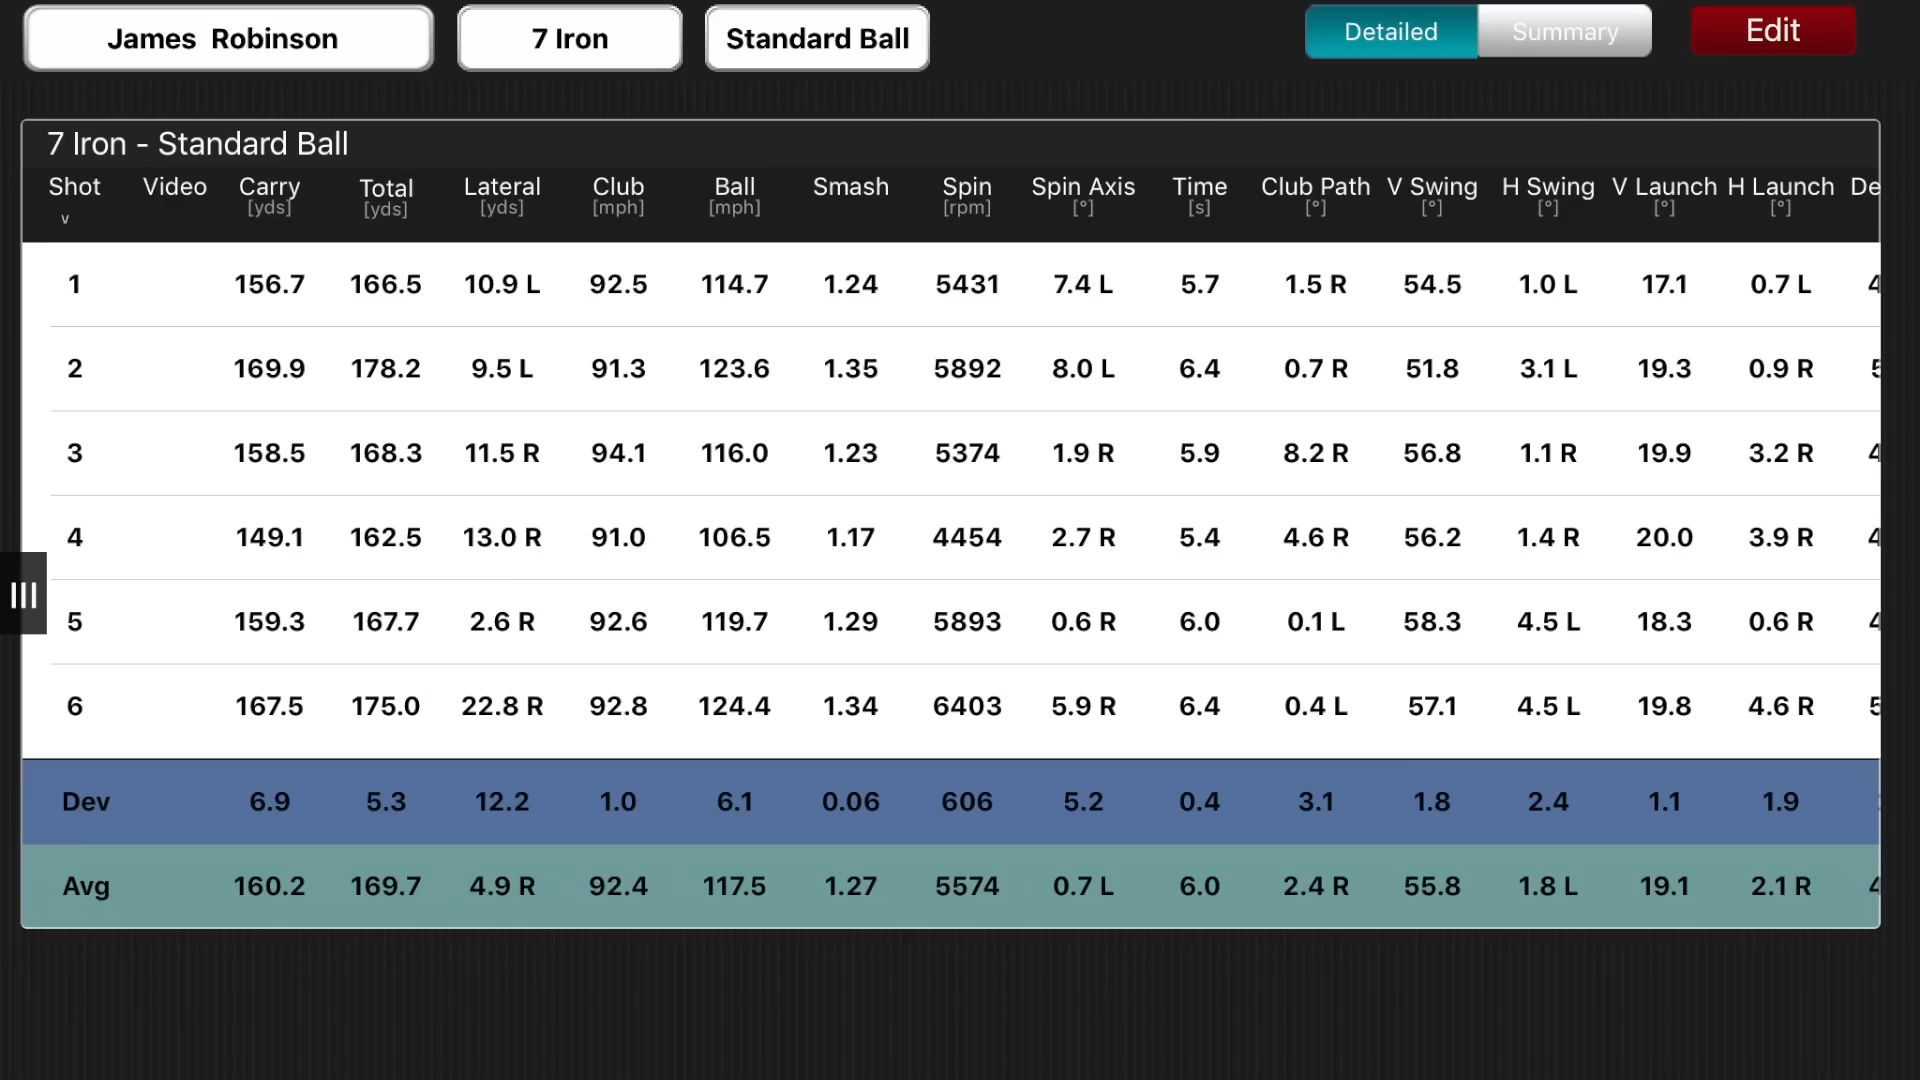 James Robinson 7 Iron Standard Ball Detailed Summary Edit
7 Iron - Standard Ball
Shot Video Carry Total Lateral Club Ball Smash Spin Spin Axis Time Club Path V Swing H Swing V Launch H Launch De
v [yds] [yds] [yds] [mph] [mph] [rpm] [°] [s] [°] [°] [°] [°] [°]
1 156.7 166.5 10.9 L 92.5 114.7 1.24 5431 7.4 L 5.7 1.5 R 54.5 1.0 L 17.1 0.7 L 4
2 169.9 178.2 9.5 L 91.3 123.6 1.35 5892 8.0 L 6.4 0.7 R 51.8 3.1 L 19.3 0.9 R 5
3 158.5 168.3 11.5 R 94.1 116.0 1.23 5374 1.9 R 5.9 8.2 R 56.8 1.1 R 19.9 3.2 R 4
4 149.1 162.5 13.0 R 91.0 106.5 1.17 4454 2.7 R 5.4 4.6 R 56.2 1.4 R 20.0 3.9 R 4
5 159.3 167.7 2.6 R 92.6 119.7 1.29 5893 0.6 R 6.0 0.1 L 58.3 4.5 L 18.3 0.6 R 4
6 167.5 175.0 22.8 R 92.8 124.4 1.34 6403 5.9 R 6.4 0.4 L 57.1 4.5 L 19.8 4.6 R 5
Dev 6.9 5.3 12.2 1.0 6.1 0.06 606 5.2 0.4 3.1 1.8 2.4 1.1 1.9
Avg 160.2 169.7 4.9 R 92.4 117.5 1.27 5574 0.7 L 6.0 2.4 R 55.8 1.8 L 19.1 2.1 R 4